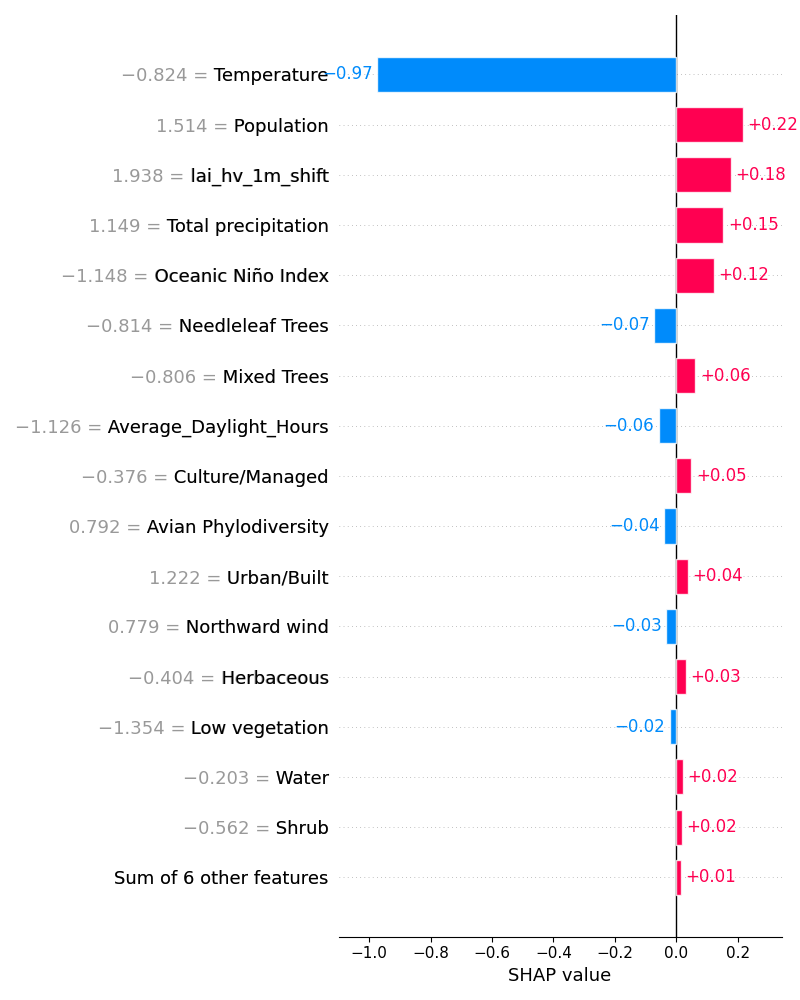 −0.824 = Temperature −0.97
1.514 = Population +0.22
1.938 = lai_hv_1m_shift +0.18
1.149 = Total precipitation +0.15
−1.148 = Oceanic Niño Index +0.12
−0.814 = Needleleaf Trees −0.07
−0.806 = Mixed Trees +0.06
−1.126 = Average_Daylight_Hours −0.06
−0.376 = Culture/Managed +0.05
0.792 = Avian Phylodiversity −0.04
1.222 = Urban/Built +0.04
0.779 = Northward wind −0.03
−0.404 = Herbaceous +0.03
−1.354 = Low vegetation −0.02
−0.203 = Water +0.02
−0.562 = Shrub +0.02
Sum of 6 other features +0.01
−1.0 −0.8 −0.6 −0.4 −0.2 0.0 0.2
SHAP value